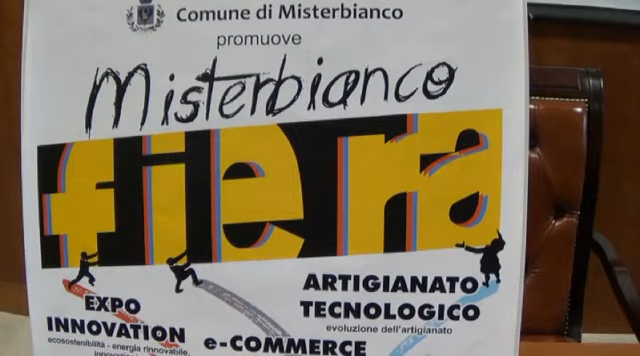 Comune di Misterbianco
promuove
Misterbianco
fiera
EXPO
INNOVATION
ecosostenibilità - energia rinnovabile,
ARTIGIANATO
TECNOLOGICO
evoluzione dell'artigianato
e-COMMERCE